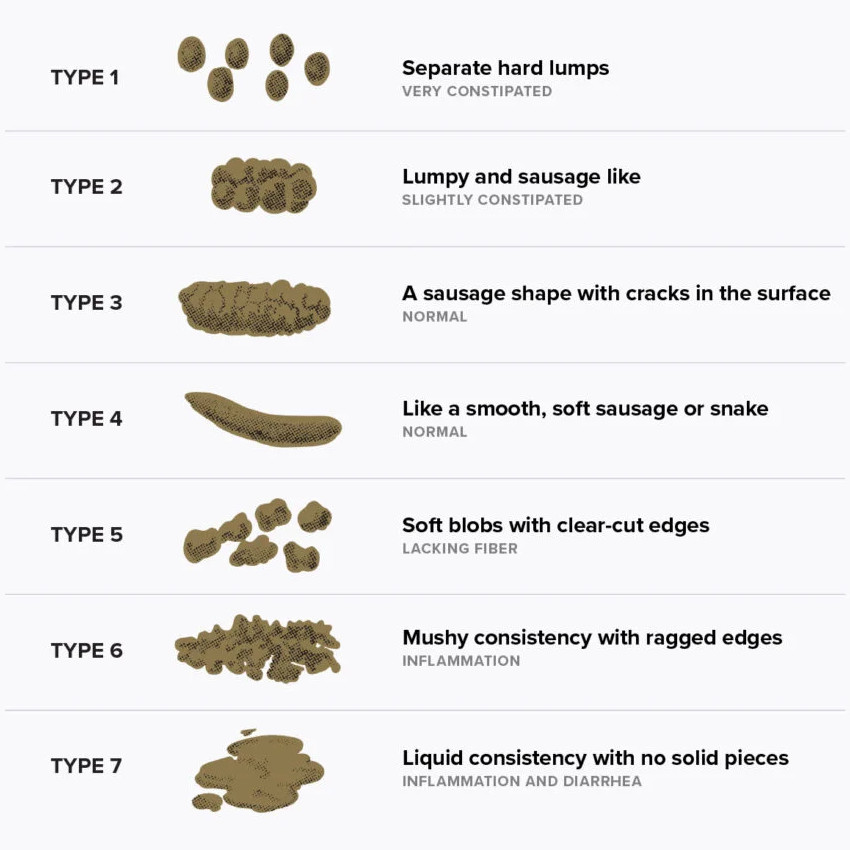 TYPE 1
Separate hard lumps
VERY CONSTIPATED
TYPE 2
Lumpy and sausage like
SLIGHTLY CONSTIPATED
TYPE 3
A sausage shape with cracks in the surface
NORMAL
TYPE 4
Like a smooth, soft sausage or snake
NORMAL
TYPE 5
Soft blobs with clear-cut edges
LACKING FIBER
TYPE 6
Mushy consistency with ragged edges
INFLAMMATION
TYPE 7
Liquid consistency with no solid pieces
INFLAMMATION AND DIARRHEA